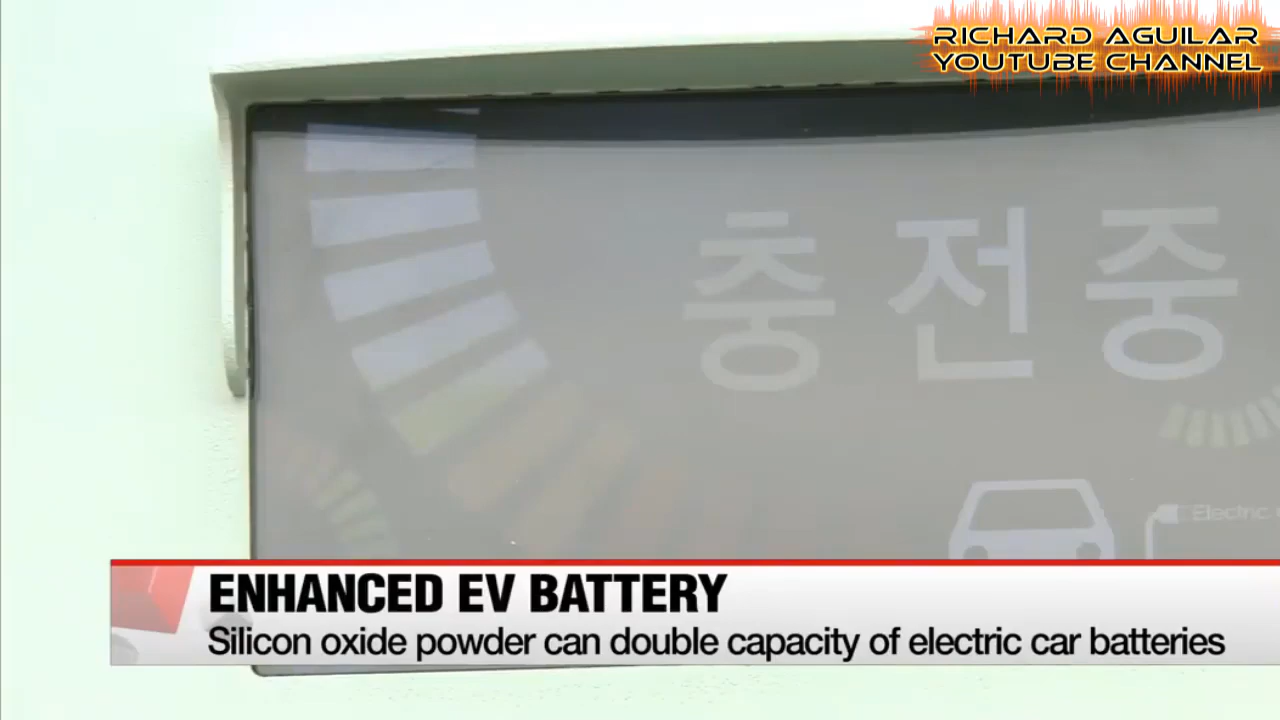 RICHARD AGUILAR
YOUTUBE CHANNEL
충전중
Electric
ENHANCED EV BATTERY
Silicon oxide powder can double capacity of electric car batteries